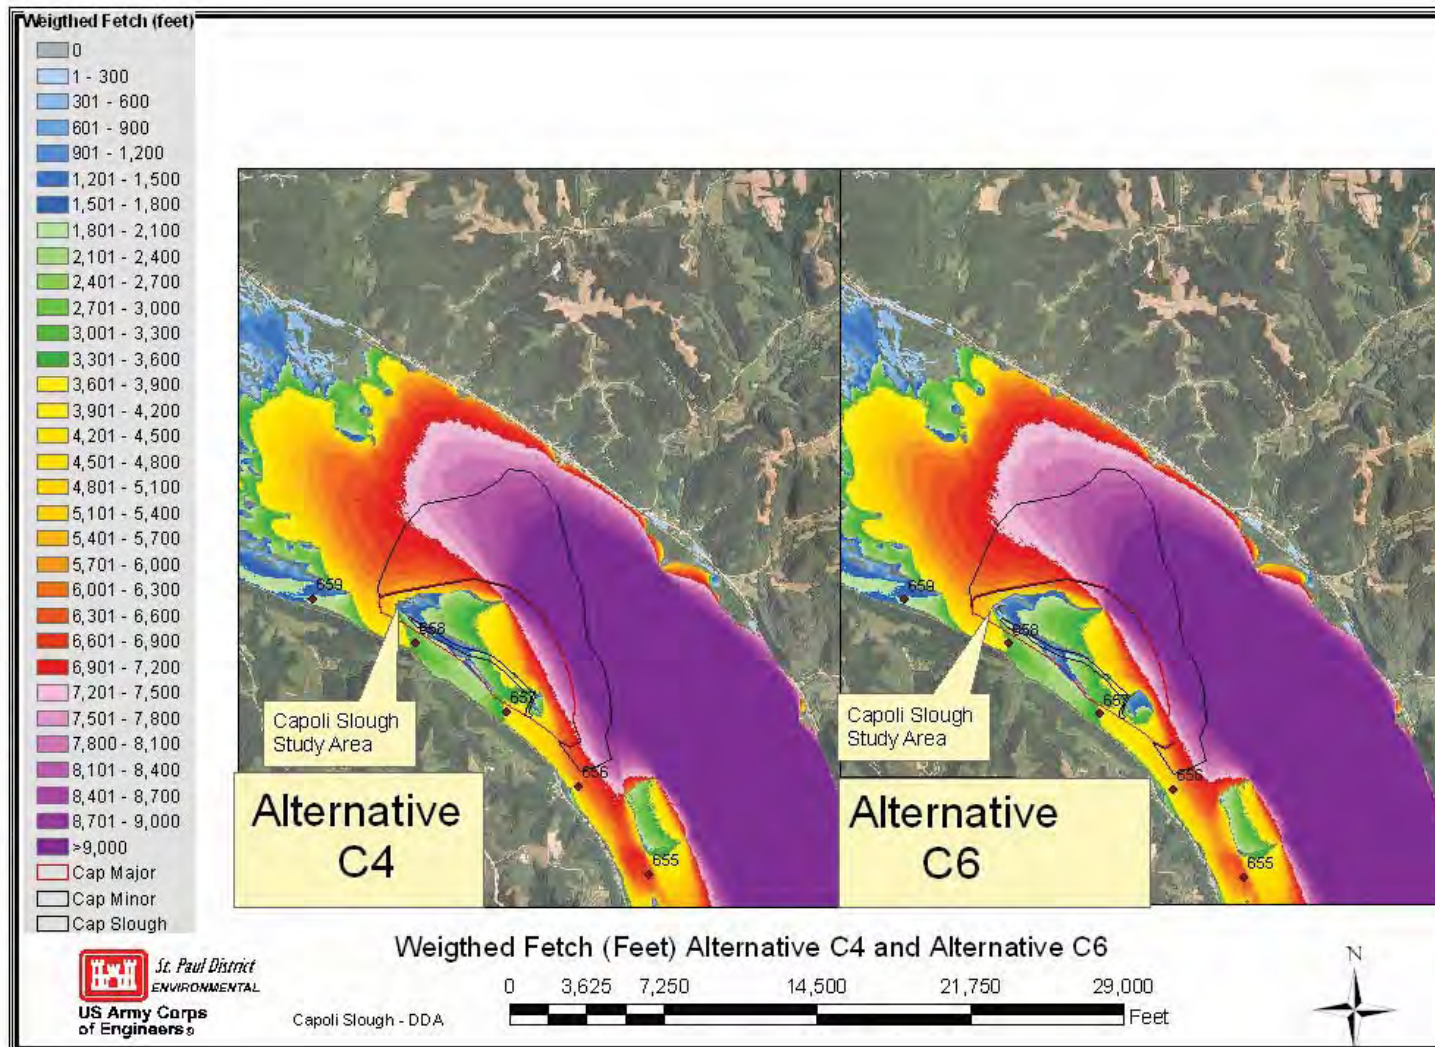 Weigthed Fetch (feet)
0
1 - 300
301 - 600
601 - 900
901 - 1,200
1,201 - 1,500
1,501 - 1,800
1,801 - 2,100
2,101 - 2,400
2,401 - 2,700
2,701 - 3,000
3,001 - 3,300
3,301 - 3,600
3,601 - 3,900
3,901 - 4,200
4,201 - 4,500
4,501 - 4,800
4,801 - 5,100
5,101 - 5,400
5,401 - 5,700
5,701 - 6,000
6,001 - 6,300
6,301 - 6,600
6,601 - 6,900
6,901 - 7,200
7,201 - 7,500
7,501 - 7,800
7,800 - 8,100
8,101 - 8,400
8,401 - 8,700
8,701 - 9,000
>9,000
Cap Major
Cap Minor
Cap Slough
659
658
657
656
655
Capoli Slough
Study Area
Alternative
C4
659
658
657
656
655
Capoli Slough
Study Area
Alternative
C6
Weigthed Fetch (Feet) Alternative C4 and Alternative C6
0 3,625 7,250 14,500 21,750 29,000
Feet
Capoli Slough - DDA
St. Paul District
ENVIRONMENTAL
US Army Corps
of Engineers®
N